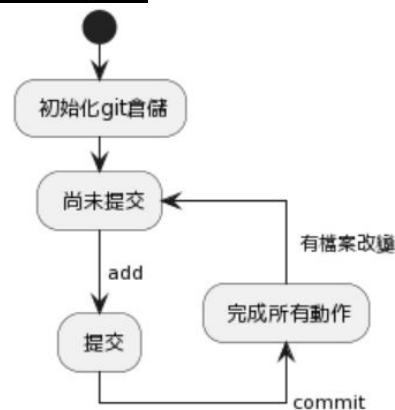 初始化git倉儲
尚未提交
有檔案改變
add
完成所有動作
提交
commit